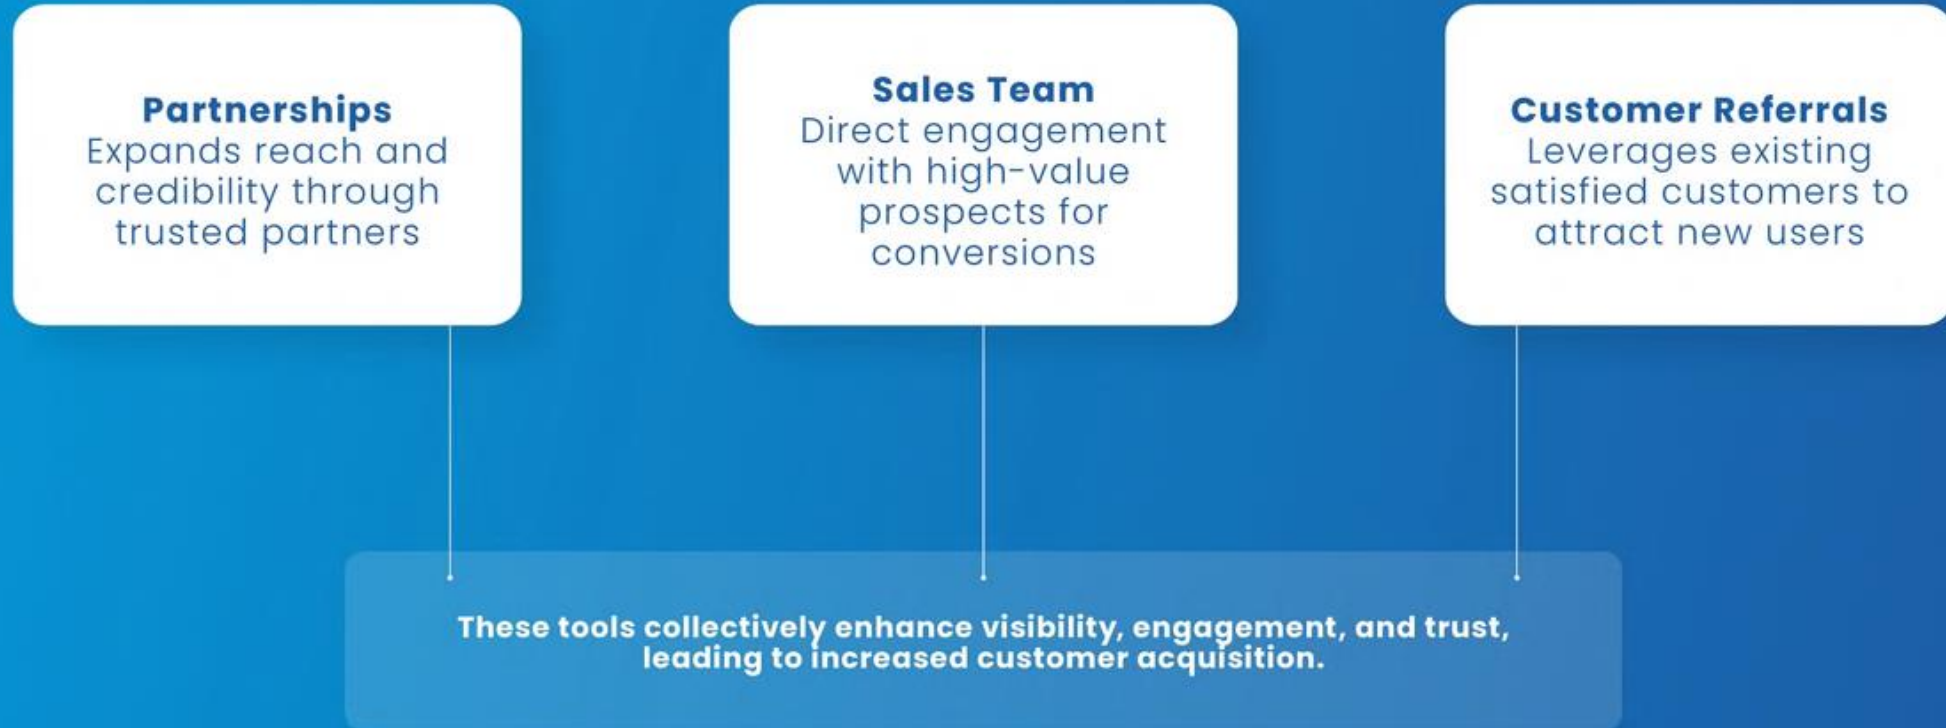 Partnerships
Expands reach and
credibility through
trusted partners
Sales Team
Direct engagement
with high-value
prospects for
conversions
Customer Referrals
Leverages existing
satisfied customers to
attract new users
These tools collectively enhance visibility, engagement, and trust,
leading to increased customer acquisition.